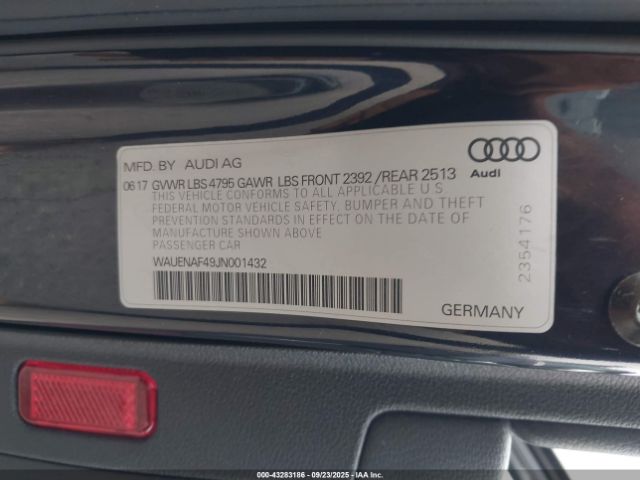 MFD. BY AUDI AG
06 17 GVWR LBS 4795 GAWR LBS FRONT 2392 /REAR 2513
THIS VEHICLE CONFORMS TO ALL APPLICABLE U S
FEDERAL MOTOR VEHICLE SAFETY, BUMPER AND THEFT
PREVENTION STANDARDS IN EFFECT ON THE DATE OF
MANUFACTURE SHOWN ABOVE
PASSENGER CAR
WAUENAF49JN001432
Audi
2354176
GERMANY
000-43283186 - 09/23/2025 - IAA, Inc.